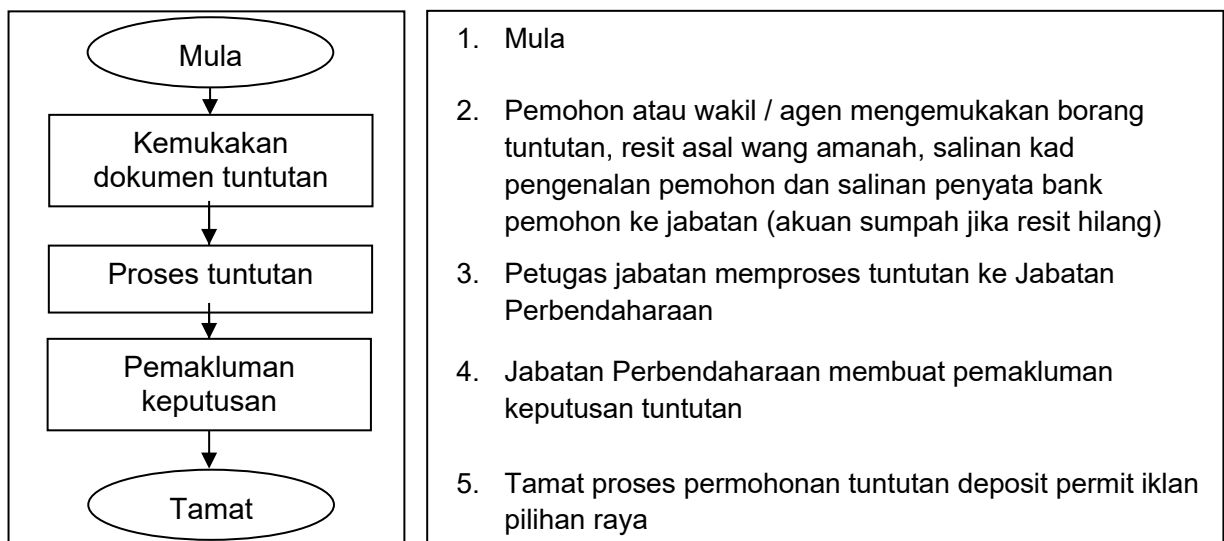 Mula
Kemukakan
dokumen tuntutan
Proses tuntutan
Pemakluman
keputusan
Tamat
1. Mula
2. Pemohon atau wakil / agen mengemukakan borang
tuntutan, resit asal wang amanah, salinan kad
pengenalan pemohon dan salinan penyata bank
pemohon ke jabatan (akuan sumpah jika resit hilang)
3. Petugas jabatan memproses tuntutan ke Jabatan
Perbendaharaan
4. Jabatan Perbendaharaan membuat pemakluman
keputusan tuntutan
5. Tamat proses permohonan tuntutan deposit permit iklan
pilihan raya